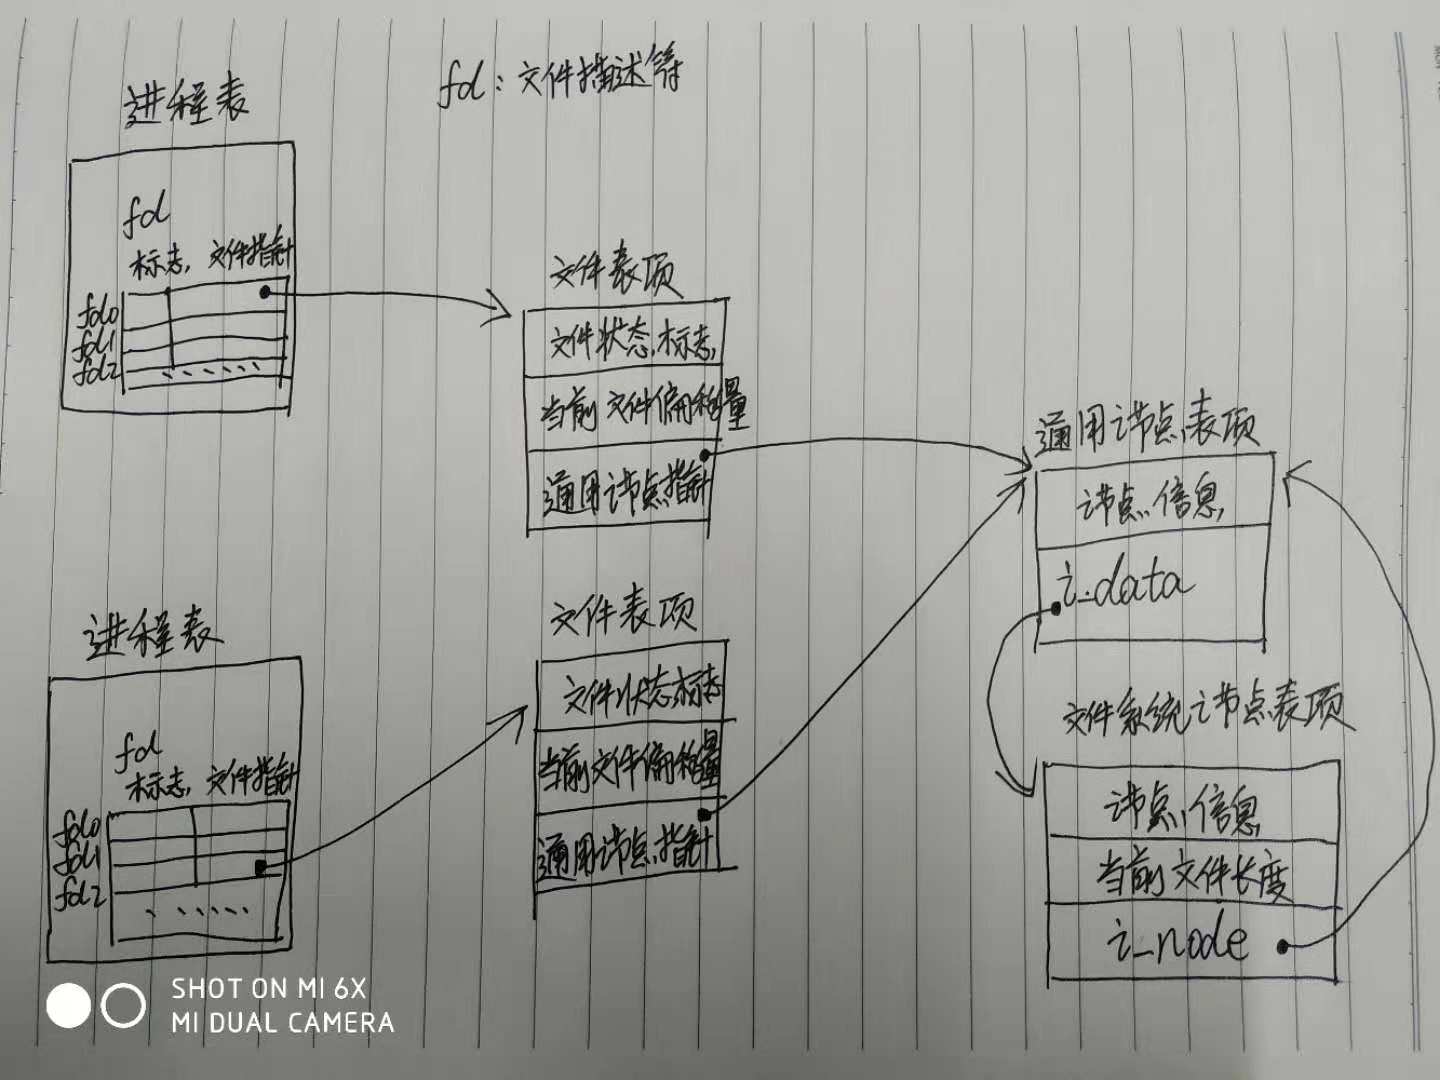 fd：文件描述符
进程表
fd
标志，文件指针
fd0
fd1
fd2
文件表项
文件状态标志
当前文件偏移量
通用i节点指针
通用i节点表项
i节点信息
i_data
进程表
fd
标志，文件指针
fd0
fd1
fd2
文件表项
文件状态标志
当前文件偏移量
通用i节点指针
文件系统i节点表项
i节点信息
当前文件长度
i_node
SHOT ON MI 6X
MI DUAL CAMERA